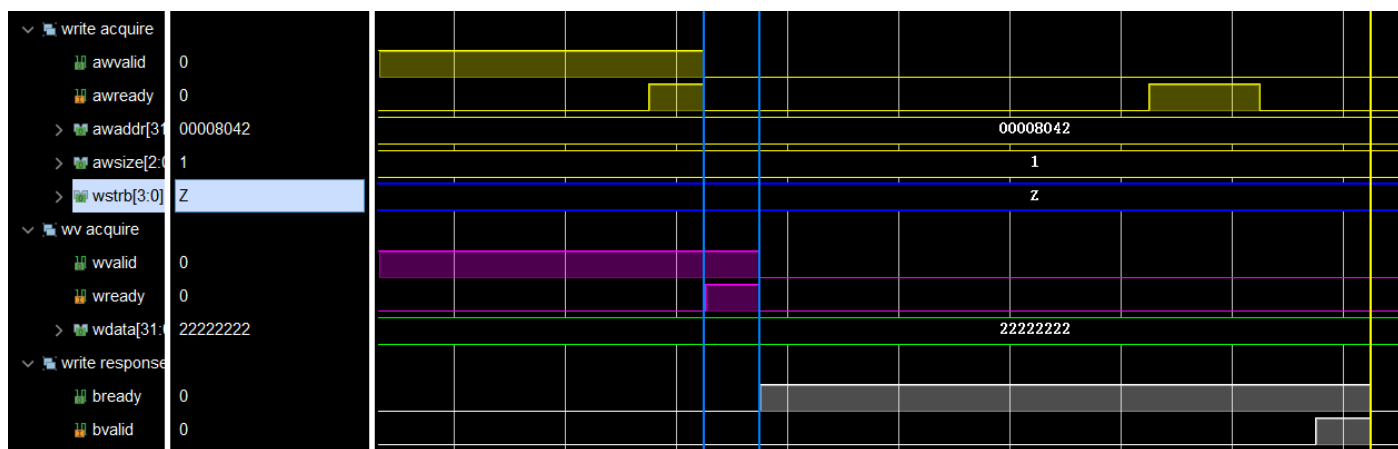 write acquire
awvalid 0
awready 0
awaddr[31 00008042 00008042
awsize[2:0 1 1
wstrb[3:0] Z Z
wv acquire
wvalid 0
wready 0
wdata[31:0 22222222 22222222
write response
bready 0
bvalid 0